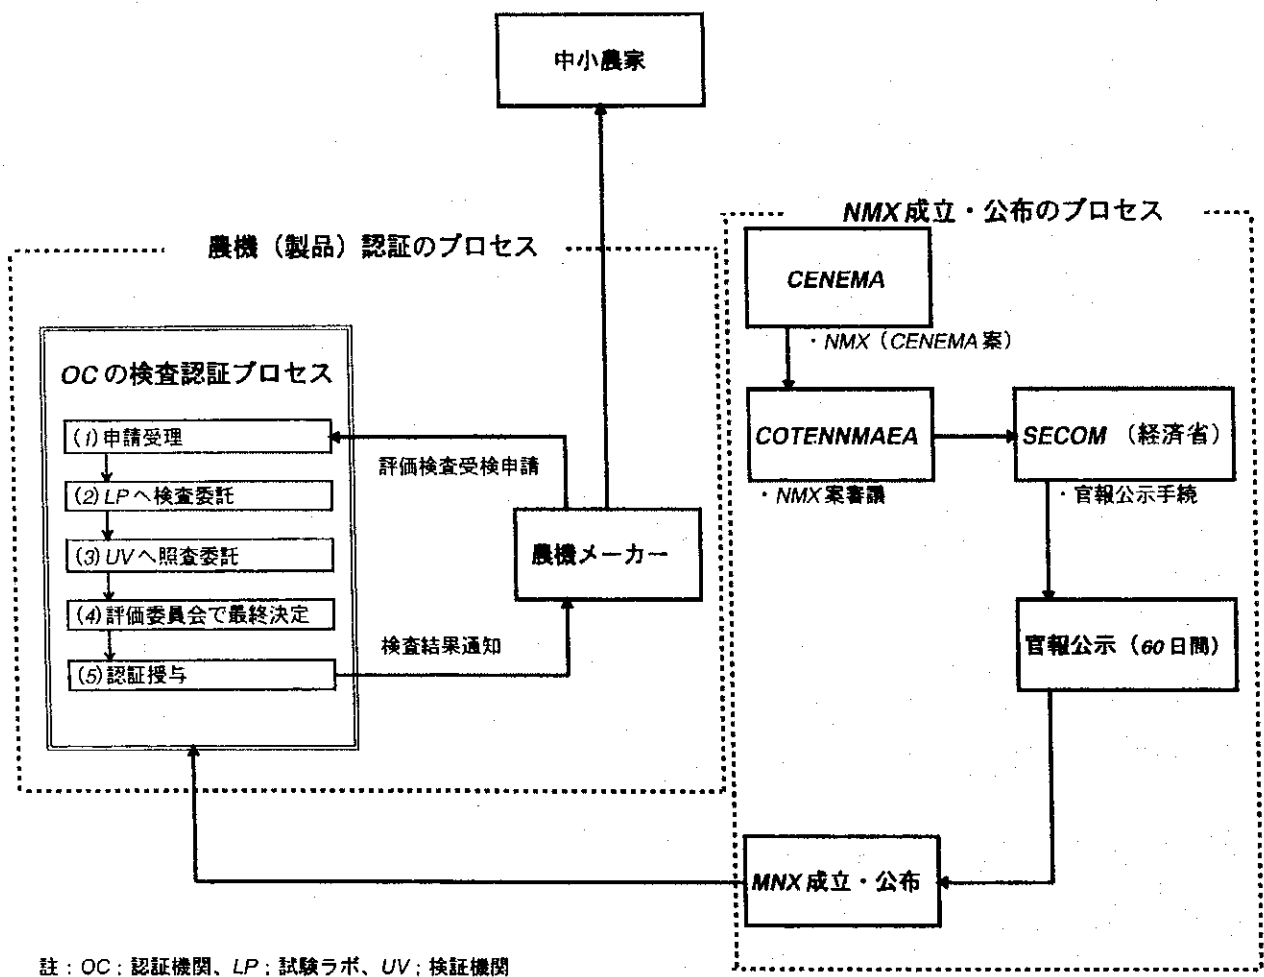 中小農家
NMX成立・公布のプロセス
農機（製品）認証のプロセス
CENEMA
・NMX（CENEMA案）
OCの検査認証プロセス
COTENNMAEA
SECOM （経済省）
(1)申請受理
評価検査受検申請
(2)LPへ検査委託
・NMX案審議
・官報公示手続
(3)UVへ照査委託
農機メーカー
(4)評価委員会で最終決定
検査結果通知
官報公示（60日間）
(5)認証授与
MNX成立・公布
註：OC；認証機関、LP；試験ラボ、UV；検証機関